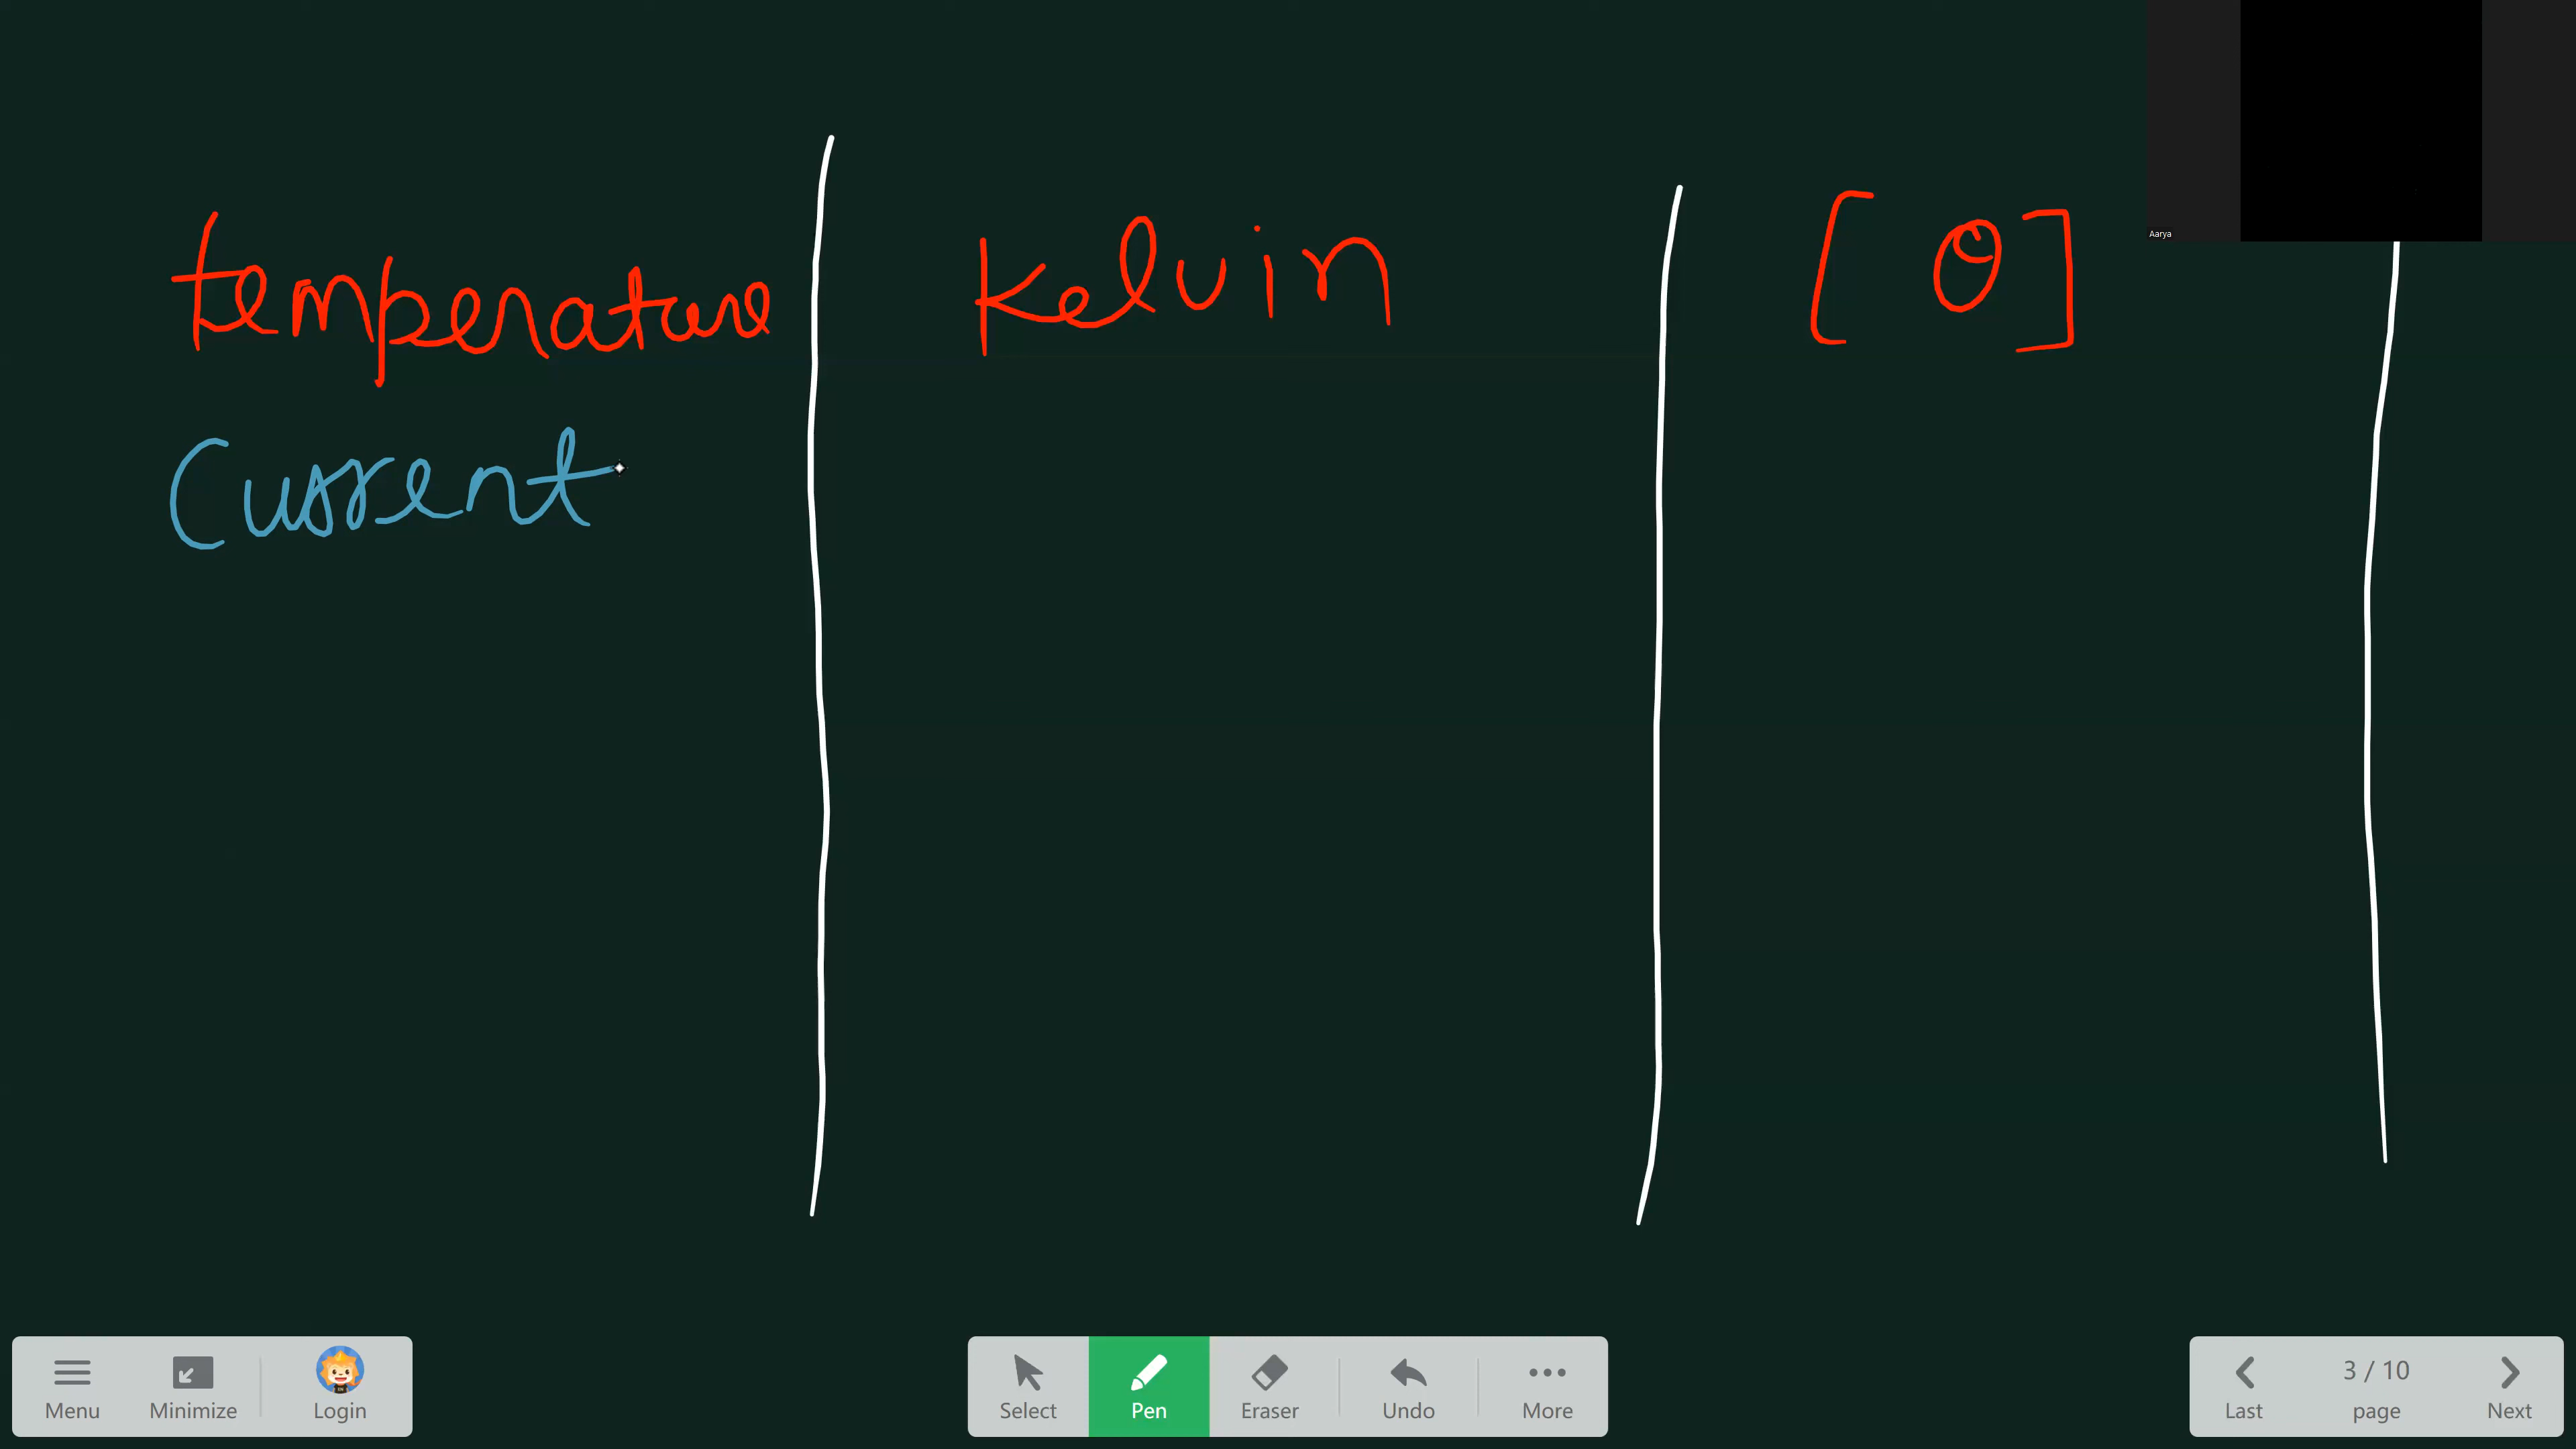 Aarya
temperature Kelvin [ θ ]
Current
Menu Minimize Login Select Pen Eraser Undo More Last 3 / 10 page Next